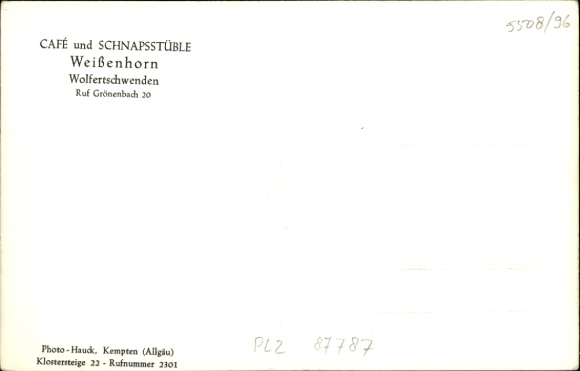 5508/96
CAFÉ und SCHNAPSSTÜBLE
Weißenhorn
Wolfertschwenden
Ruf Grönenbach 20
PLZ 87787
Photo-Hauck, Kempten (Allgäu)
Klostersteige 22 - Rufnummer 2301